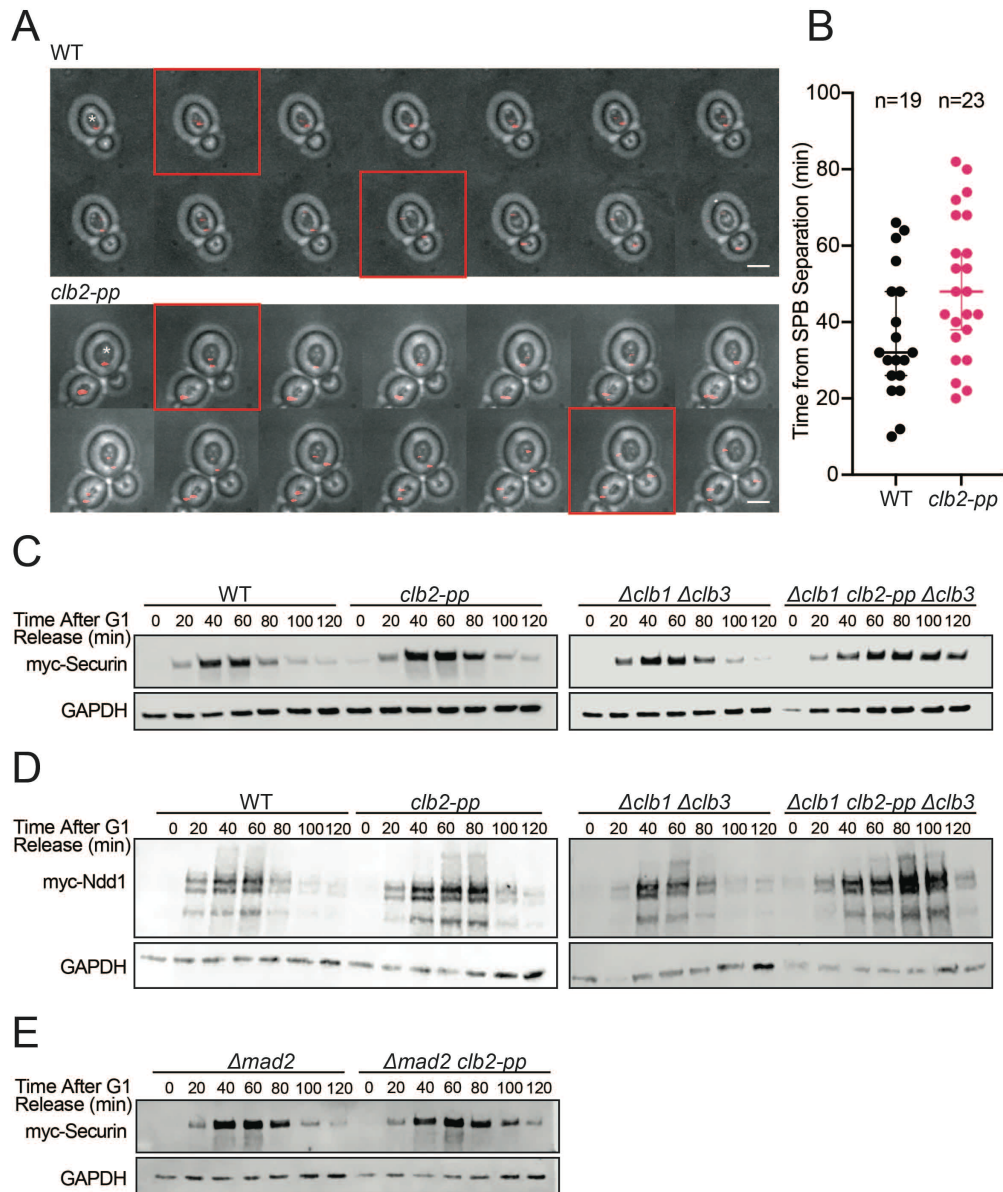 A
WT
*
clb2-pp
*
B
Time from SPB Separation (min)
100
80
60
40
20
0
n=19 n=23
WT clb2-pp
C
WT clb2-pp Δclb1 Δclb3 Δclb1 clb2-pp Δclb3
Time After G1 0 20 40 60 80 100 120 0 20 40 60 80 100 120 0 20 40 60 80 100 120 0 20 40 60 80 100 120
Release (min)
myc-Securin
GAPDH
D
WT clb2-pp Δclb1 Δclb3 Δclb1 clb2-pp Δclb3
Time After G1 0 20 40 60 80 100 120 0 20 40 60 80 100 120 0 20 40 60 80 100 120 0 20 40 60 80 100 120
Release (min)
myc-Ndd1
GAPDH
E
Δmad2 Δmad2 clb2-pp
Time After G1 0 20 40 60 80 100 120 0 20 40 60 80 100 120
Release (min)
myc-Securin
GAPDH